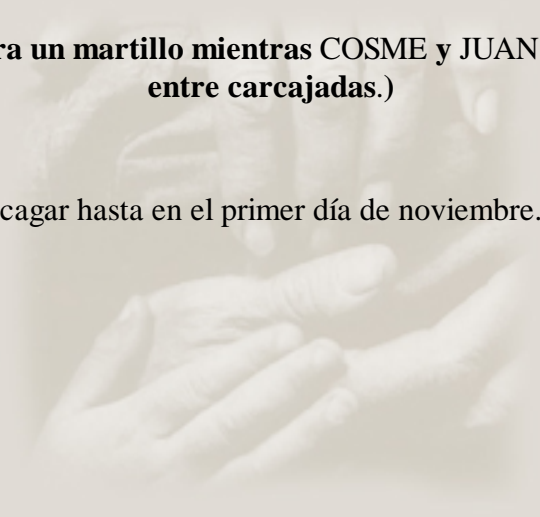 ra un martillo mientras COSME y JUAN
entre carcajadas.)
cagar hasta en el primer día de noviembre.